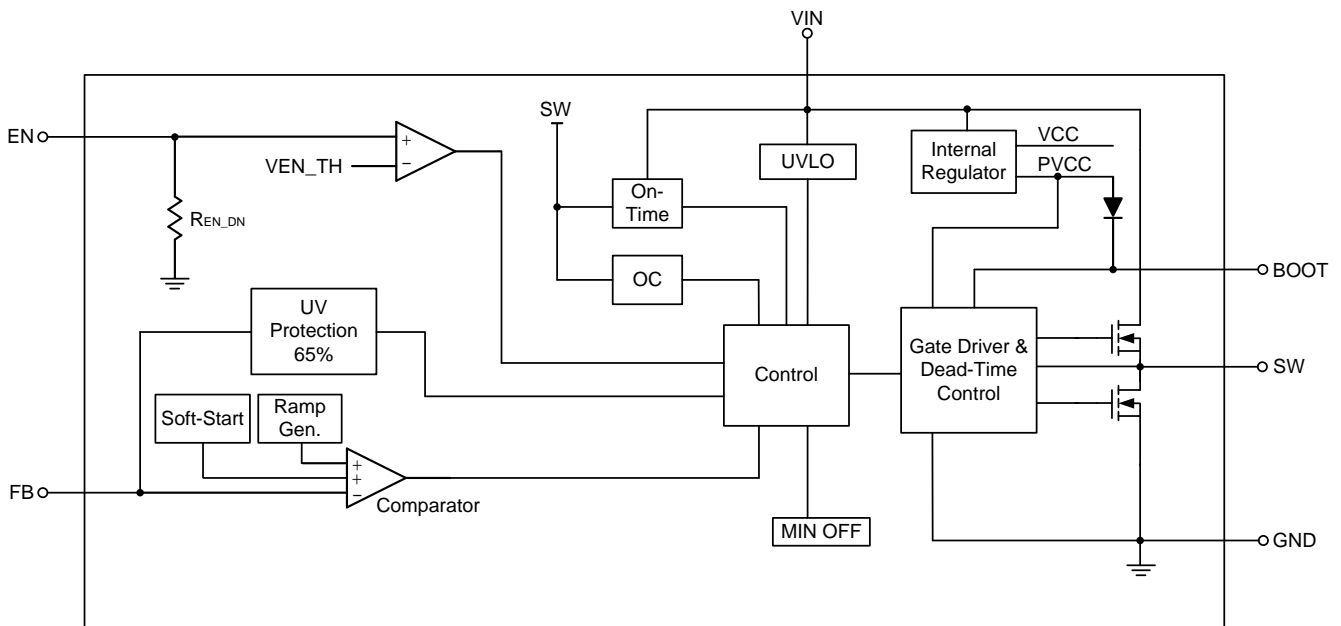 VIN
SW
EN
+
−
VEN_TH
UVLO
Internal
Regulator
VCC
PVCC
On-
Time
REN_DN
OC
BOOT
UV
Protection
65%
Gate Driver &
Dead-Time
Control
Control
SW
Soft-Start
Ramp
Gen.
+
+
−
FB
Comparator
MIN OFF
GND